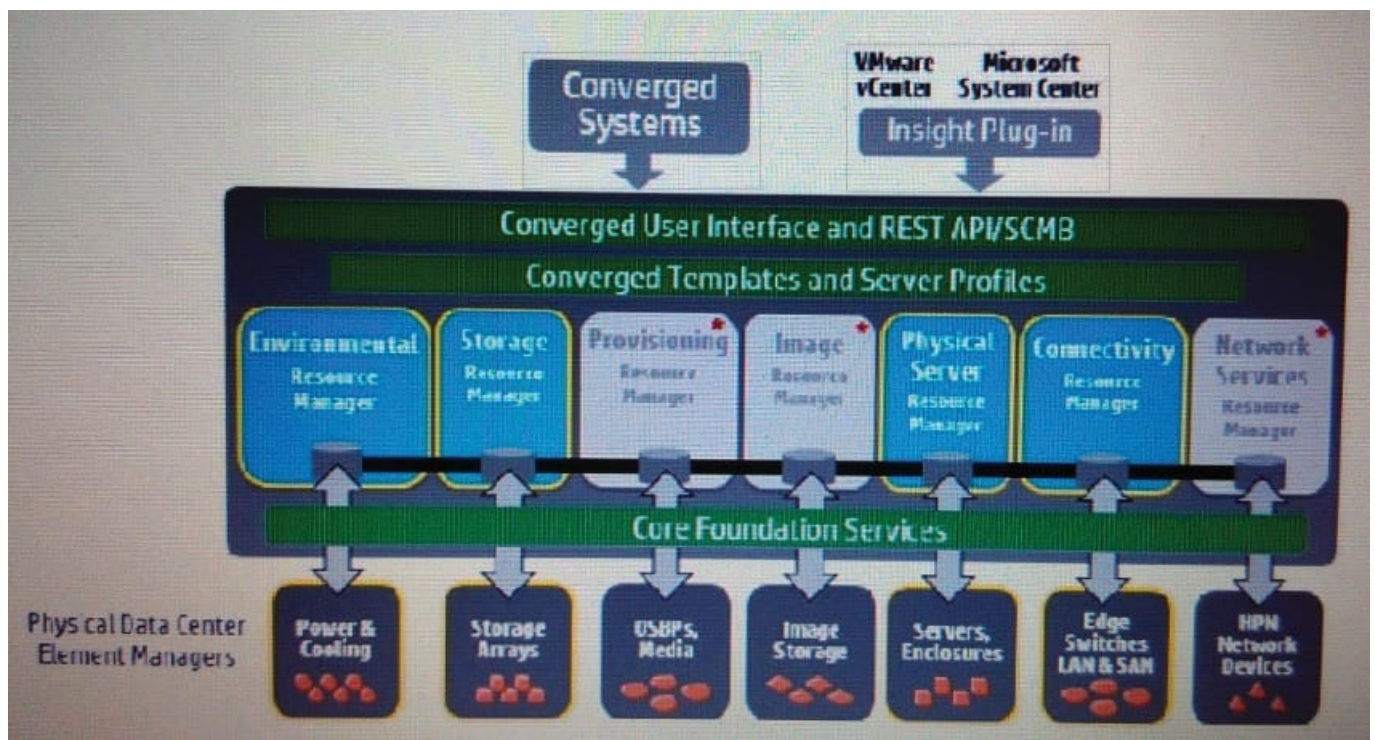 VMware
vCenter
Microsoft
System Center
Converged
Systems
Insight Plug-in
Converged User Interface and REST API/SCMB
Converged Templates and Server Profiles
Environmental
Resource
Manager
Storage
Resource
Manager
Provisioning
Resource
Manager
Image
Resource
Manager
Physical
Server
Resource
Manager
Connectivity
Resource
Manager
Network
Services
Resource
Manager
Core Foundation Services
Physical Data Center
Element Managers
Power &
Cooling
Storage
Arrays
OSBPs,
Media
Image
Storage
Servers,
Enclosures
Edge
Switches
LAN & SAN
HPN
Network
Devices